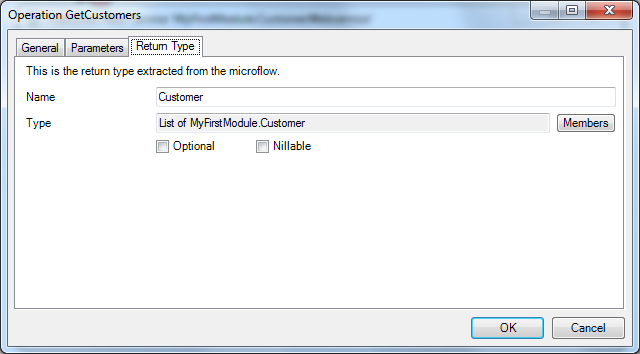 Operation GetCustomers
General Parameters Return Type
This is the return type extracted from the microflow.
Name Customer
Type List of MyFirstModule.Customer Members
Optional Nillable
OK Cancel